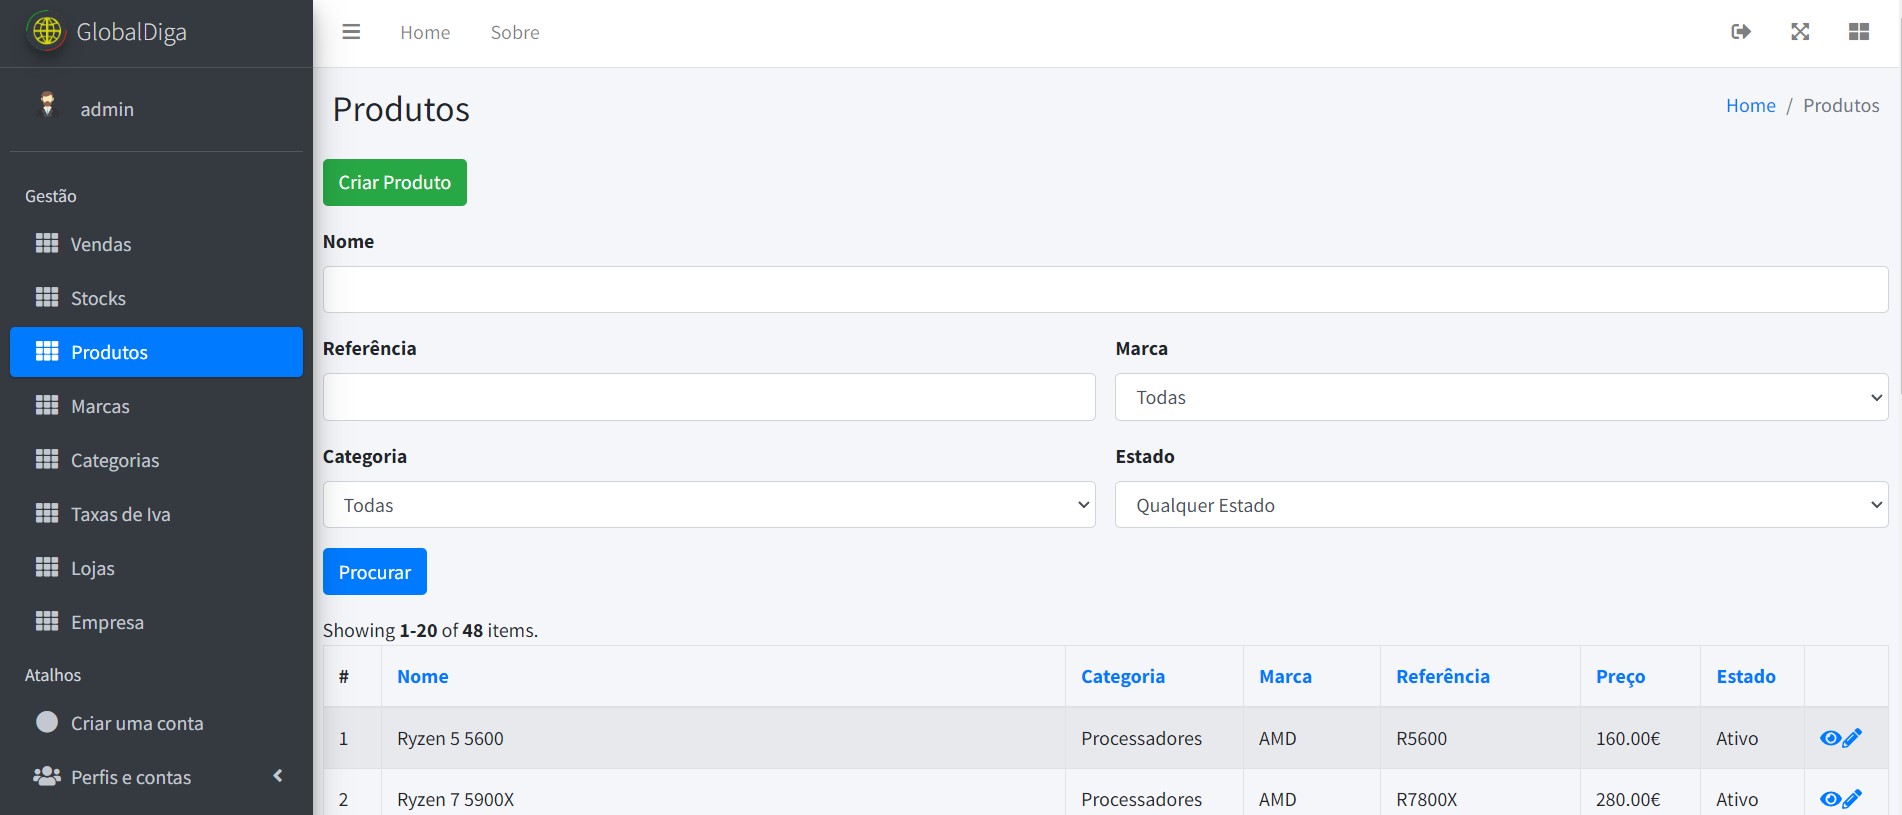 GlobalDiga
Home Sobre
admin
Produtos
Home / Produtos
Criar Produto
Gestão
Vendas
Stocks
Produtos
Marcas
Categorias
Taxas de Iva
Lojas
Empresa
Atalhos
Criar uma conta
Perfis e contas
Nome
Referência Marca
Todas
Categoria Estado
Todas Qualquer Estado
Procurar
Showing 1-20 of 48 items.
# Nome Categoria Marca Referência Preço Estado
1 Ryzen 5 5600 Processadores AMD R5600 160.00€ Ativo
2 Ryzen 7 5900X Processadores AMD R7800X 280.00€ Ativo